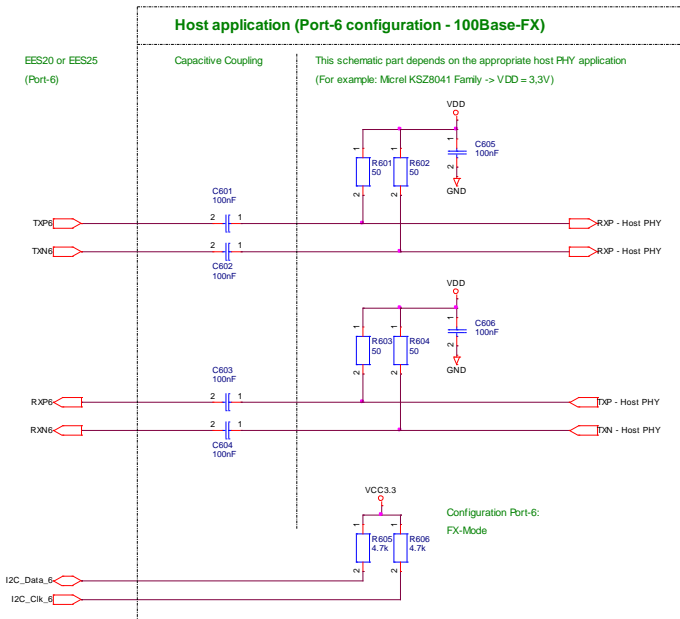 Host application (Port-6 configuration - 100Base-FX)
EES20 or EES25
(Port-6)
Capacitive Coupling
This schematic part depends on the appropriate host PHY application
(For example: Micrel KSZ8041 Family -> VDD = 3,3V)
VDD
1
1
1
C605
100nF
R601
50
R602
50
2
2
2
GND
C601
100nF
2
1
TXP6
RXP - Host PHY
2
1
TXN6
RXP - Host PHY
C602
100nF
VDD
1
1
1
C606
100nF
R603
50
R604
50
2
2
2
GND
C603
100nF
2
1
RXP6
TXP - Host PHY
2
1
RXN6
TXN - Host PHY
C604
100nF
VCC3.3
Configuration Port-6:
FX-Mode
1
1
R605
4.7k
R606
4.7k
2
2
I2C_Data_6
I2C_Clk_6